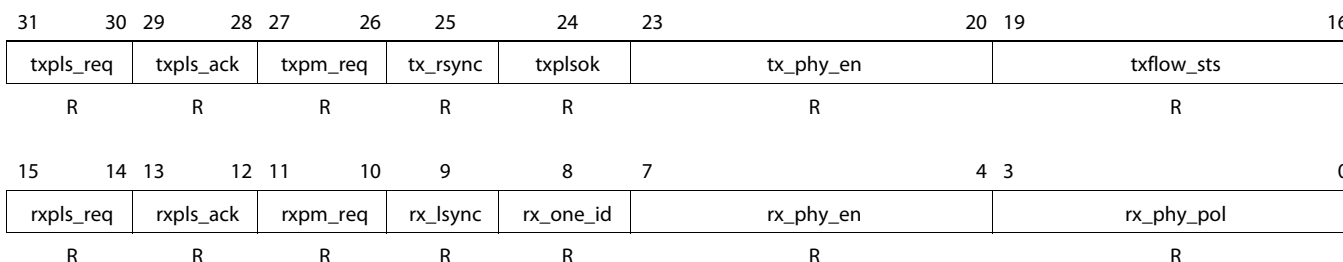 31 30 29 28 27 26 25 24 23 20 19 16
txpls_req txpls_ack txpm_req tx_rsync txplsok tx_phy_en txflow_sts
R R R R R R R
15 14 13 12 11 10 9 8 7 4 3 0
rxpls_req rxpls_ack rxpm_req rx_lsync rx_one_id rx_phy_en rx_phy_pol
R R R R R R R